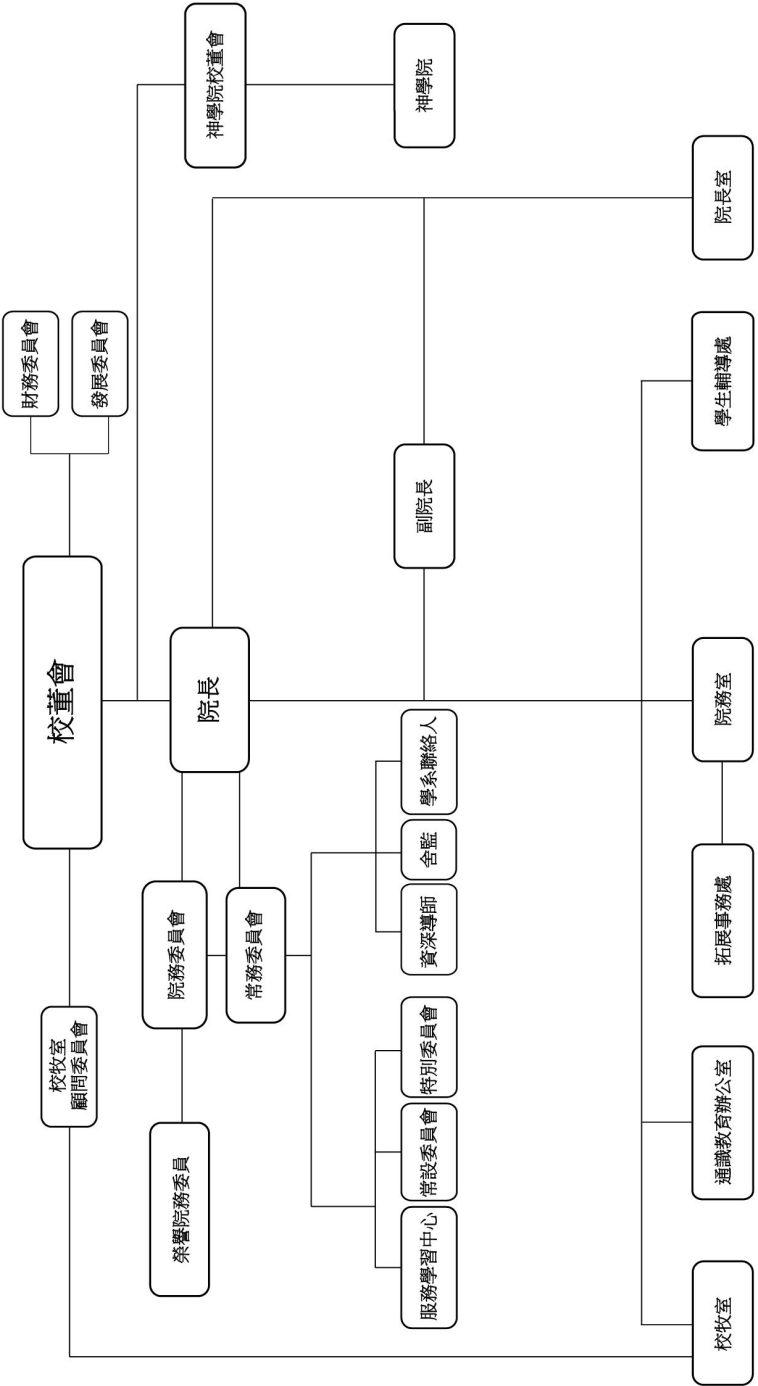 校董會
校牧室
顧問委員會
財務委員會
發展委員會
神學院校董會
神學院
院長
院務委員會
常務委員會
榮譽院務委員
副院長
服務學習中心
常設委員會
特別委員會
資深導師
舍監
學系聯絡人
校牧室
通識教育辦公室
拓展事務處
院務室
學生輔導處
院長室